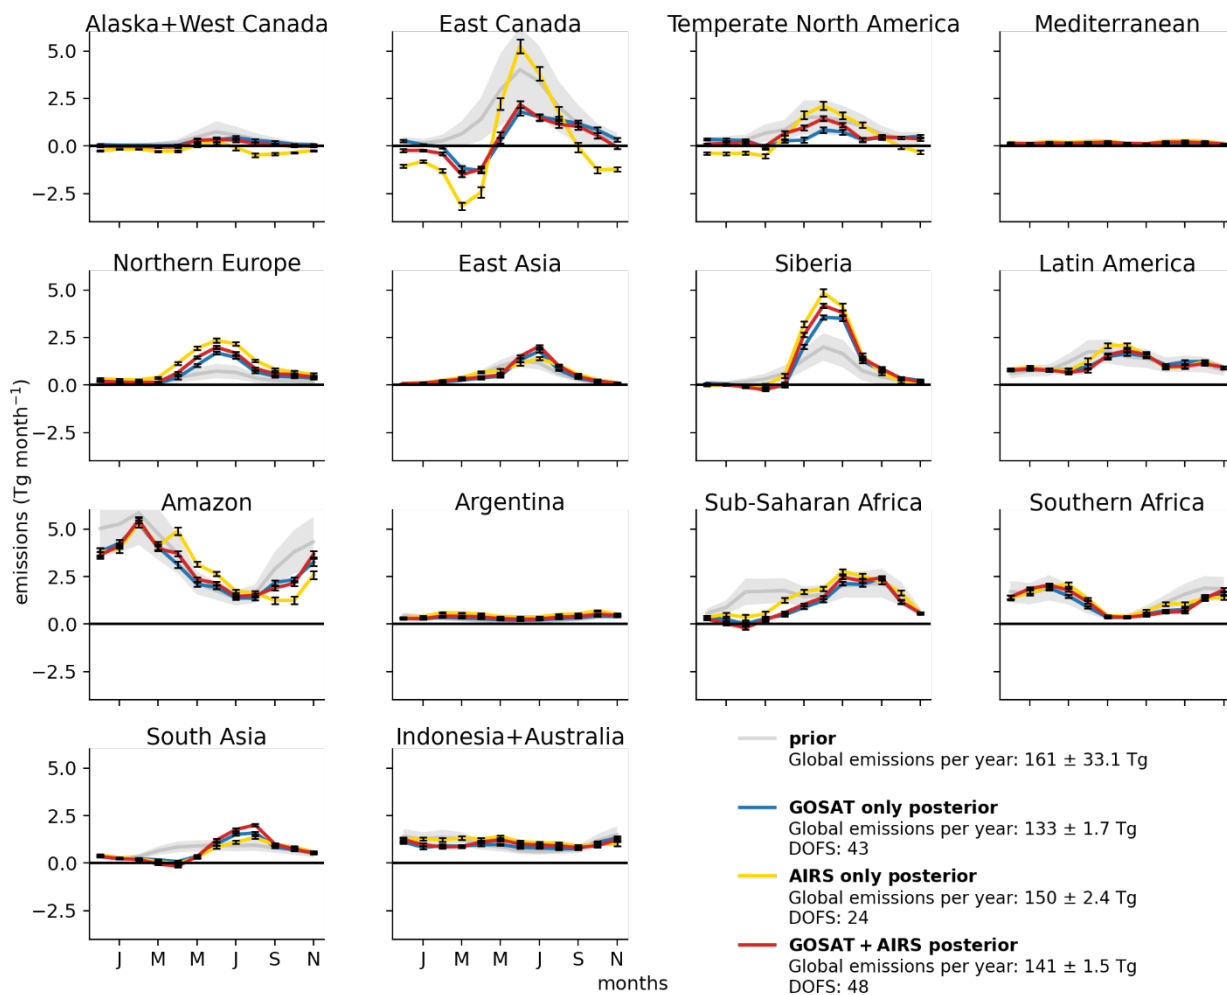 Alaska+West Canada East Canada Temperate North America Mediterranean
5.0
2.5
0.0
−2.5
Northern Europe East Asia Siberia Latin America
5.0
2.5
0.0
−2.5
emissions (Tg month⁻¹)
Amazon Argentina Sub-Saharan Africa Southern Africa
5.0
2.5
0.0
−2.5
South Asia Indonesia+Australia
5.0
2.5
0.0
−2.5
J M M J S N J M M J S N
months
prior
Global emissions per year: 161 ± 33.1 Tg
GOSAT only posterior
Global emissions per year: 133 ± 1.7 Tg
DOFS: 43
AIRS only posterior
Global emissions per year: 150 ± 2.4 Tg
DOFS: 24
GOSAT + AIRS posterior
Global emissions per year: 141 ± 1.5 Tg
DOFS: 48